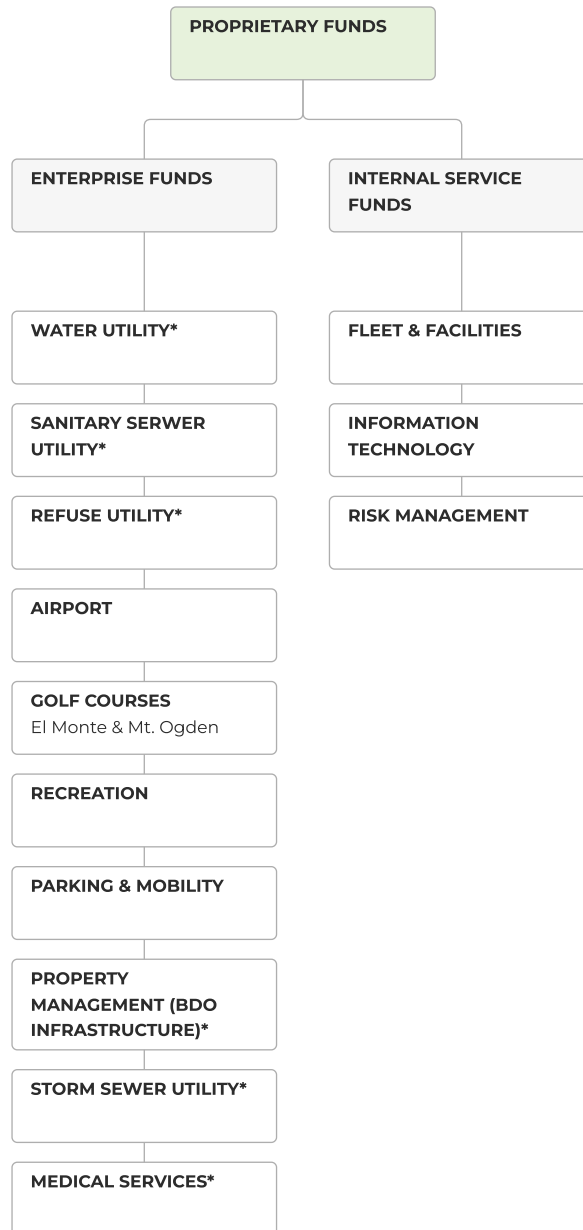 PROPRIETARY FUNDS
ENTERPRISE FUNDS
INTERNAL SERVICE
FUNDS
WATER UTILITY*
FLEET & FACILITIES
SANITARY SERWER
UTILITY*
INFORMATION
TECHNOLOGY
REFUSE UTILITY*
RISK MANAGEMENT
AIRPORT
GOLF COURSES
El Monte & Mt. Ogden
RECREATION
PARKING & MOBILITY
PROPERTY
MANAGEMENT (BDO
INFRASTRUCTURE)*
STORM SEWER UTILITY*
MEDICAL SERVICES*